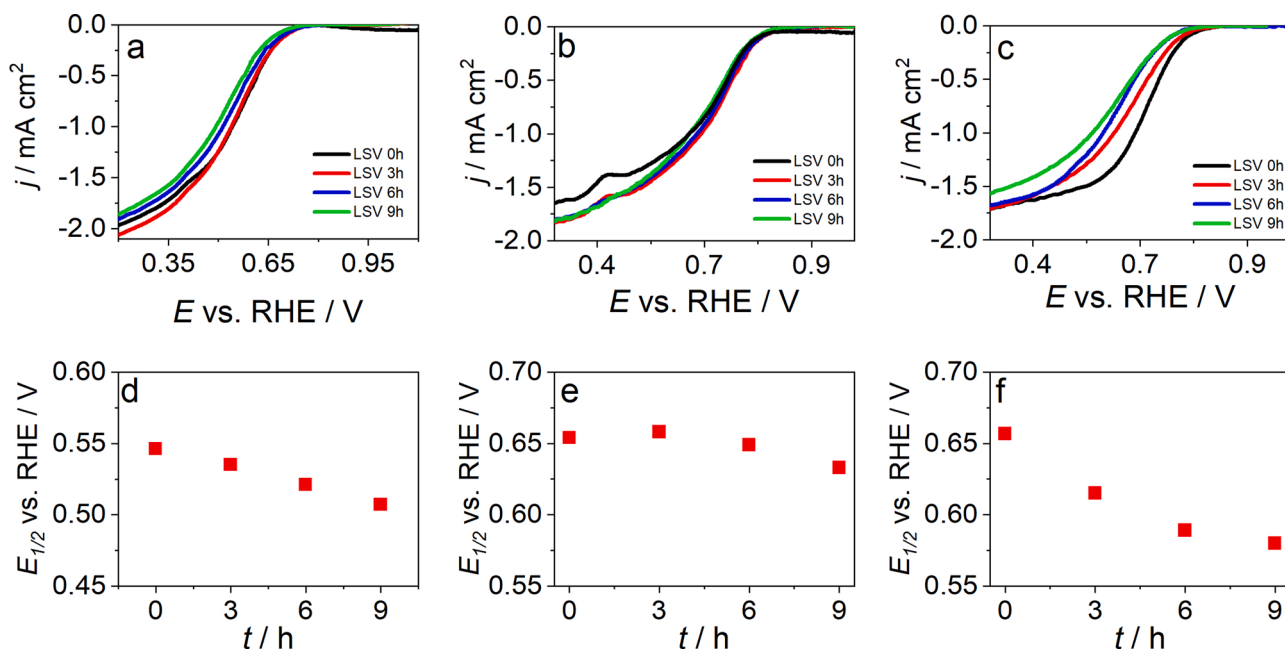 a
0.0
-0.5
-1.0
-1.5
-2.0
j / mA cm²
LSV 0h
LSV 3h
LSV 6h
LSV 9h
0.35 0.65 0.95
E vs. RHE / V
b
0.0
-0.5
-1.0
-1.5
-2.0
j / mA cm²
LSV 0h
LSV 3h
LSV 6h
LSV 9h
0.4 0.7 0.9
E vs. RHE / V
c
0.0
-0.5
-1.0
-1.5
-2.0
j / mA cm²
LSV 0h
LSV 3h
LSV 6h
LSV 9h
0.4 0.7 0.9
E vs. RHE / V
d
0.60
0.55
0.50
0.45
E1/2 vs. RHE / V
0 3 6 9
t / h
e
0.70
0.65
0.60
0.55
E1/2 vs. RHE / V
0 3 6 9
t / h
f
0.70
0.65
0.60
0.55
E1/2 vs. RHE / V
0 3 6 9
t / h